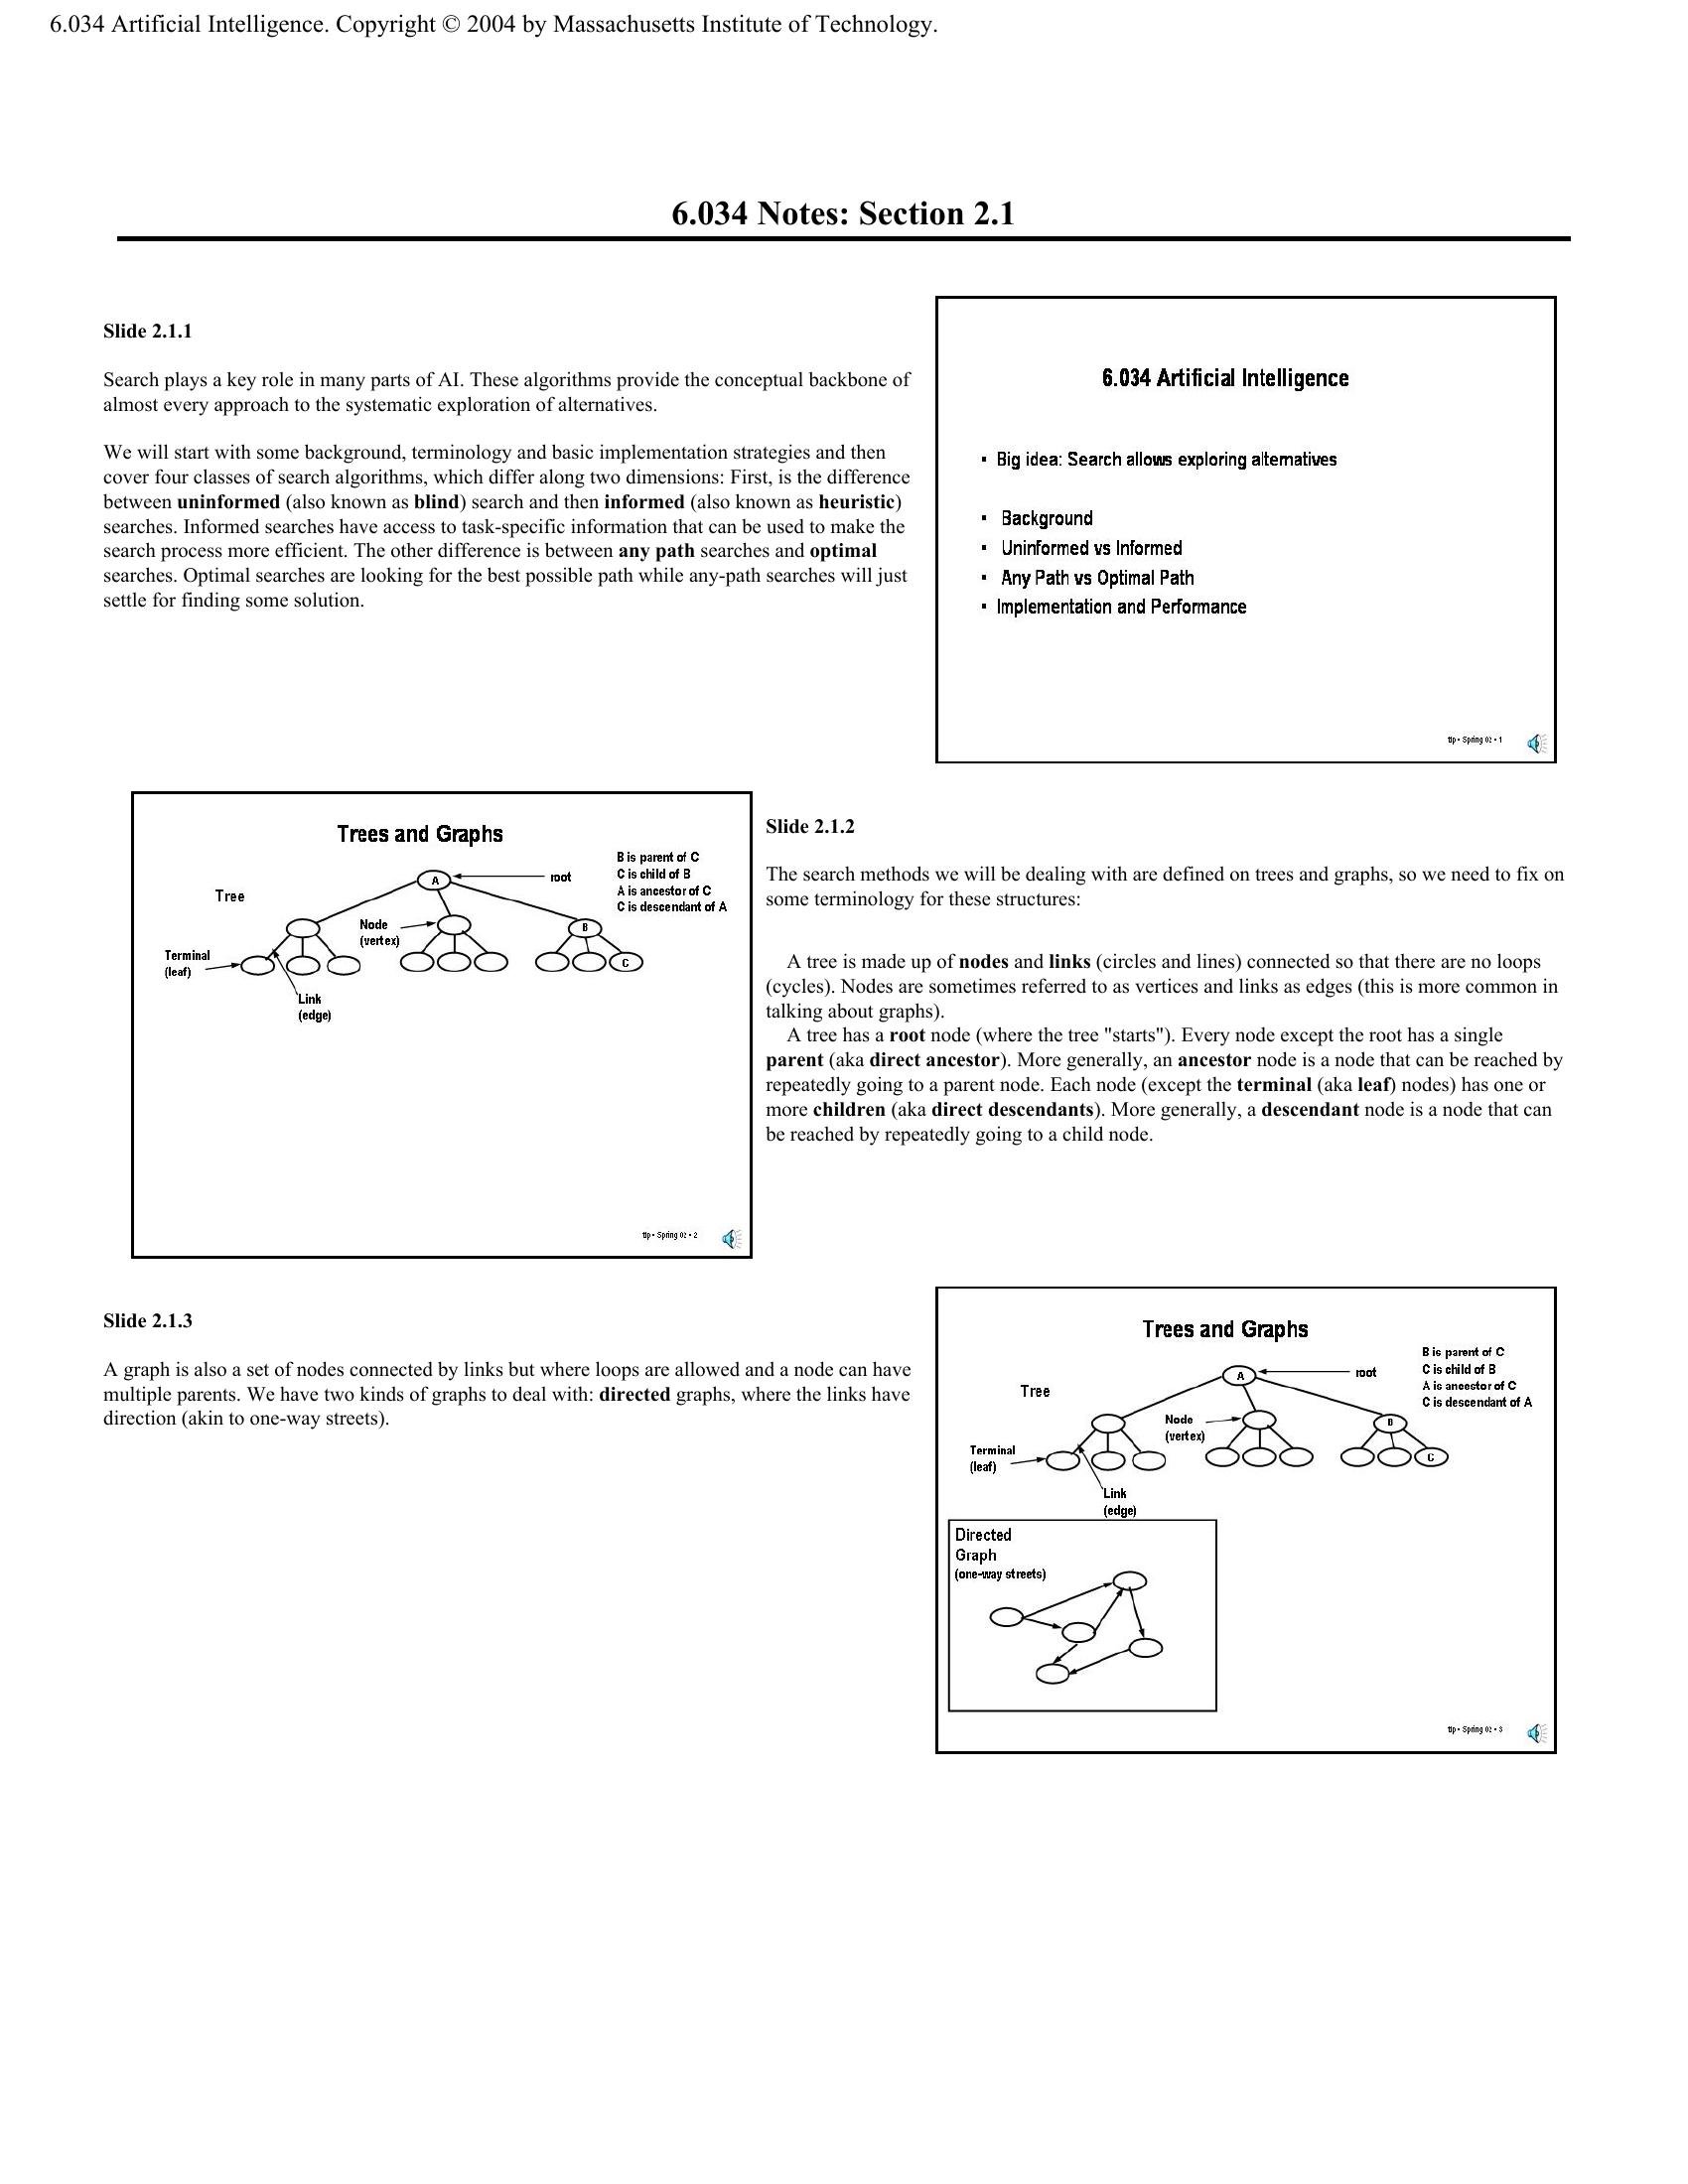 6.034 Artificial Intelligence. Copyright © 2004 by Massachusetts Institute of Technology.
6.034 Notes: Section 2.1
Slide 2.1.1
Search plays a key role in many parts of AI. These algorithms provide the conceptual backbone of
almost every approach to the systematic exploration of alternatives.
We will start with some background, terminology and basic implementation strategies and then
cover four classes of search algorithms, which differ along two dimensions: First, is the difference
between uninformed (also known as blind) search and then informed (also known as heuristic)
searches. Informed searches have access to task-specific information that can be used to make the
search process more efficient. The other difference is between any path searches and optimal
searches. Optimal searches are looking for the best possible path while any-path searches will just
settle for finding some solution.
6.034 Artificial Intelligence
▪ Big idea: Search allows exploring alternatives
▪ Background
▪ Uninformed vs Informed
▪ Any Path vs Optimal Path
▪ Implementation and Performance
tlp • Spring 02 • 1
Trees and Graphs
B is parent of C
C is child of B
A is ancestor of C
C is descendant of A
root
A
Tree
Node
(vertex)
B
Terminal
(leaf)
C
Link
(edge)
tlp • Spring 02 • 2
Slide 2.1.2
The search methods we will be dealing with are defined on trees and graphs, so we need to fix on
some terminology for these structures:
A tree is made up of nodes and links (circles and lines) connected so that there are no loops
(cycles). Nodes are sometimes referred to as vertices and links as edges (this is more common in
talking about graphs).
A tree has a root node (where the tree "starts"). Every node except the root has a single
parent (aka direct ancestor). More generally, an ancestor node is a node that can be reached by
repeatedly going to a parent node. Each node (except the terminal (aka leaf) nodes) has one or
more children (aka direct descendants). More generally, a descendant node is a node that can
be reached by repeatedly going to a child node.
Slide 2.1.3
A graph is also a set of nodes connected by links but where loops are allowed and a node can have
multiple parents. We have two kinds of graphs to deal with: directed graphs, where the links have
direction (akin to one-way streets).
Trees and Graphs
B is parent of C
C is child of B
A is ancestor of C
C is descendant of A
root
A
Tree
Node
(vertex)
B
Terminal
(leaf)
C
Link
(edge)
Directed
Graph
(one-way streets)
tlp • Spring 02 • 3